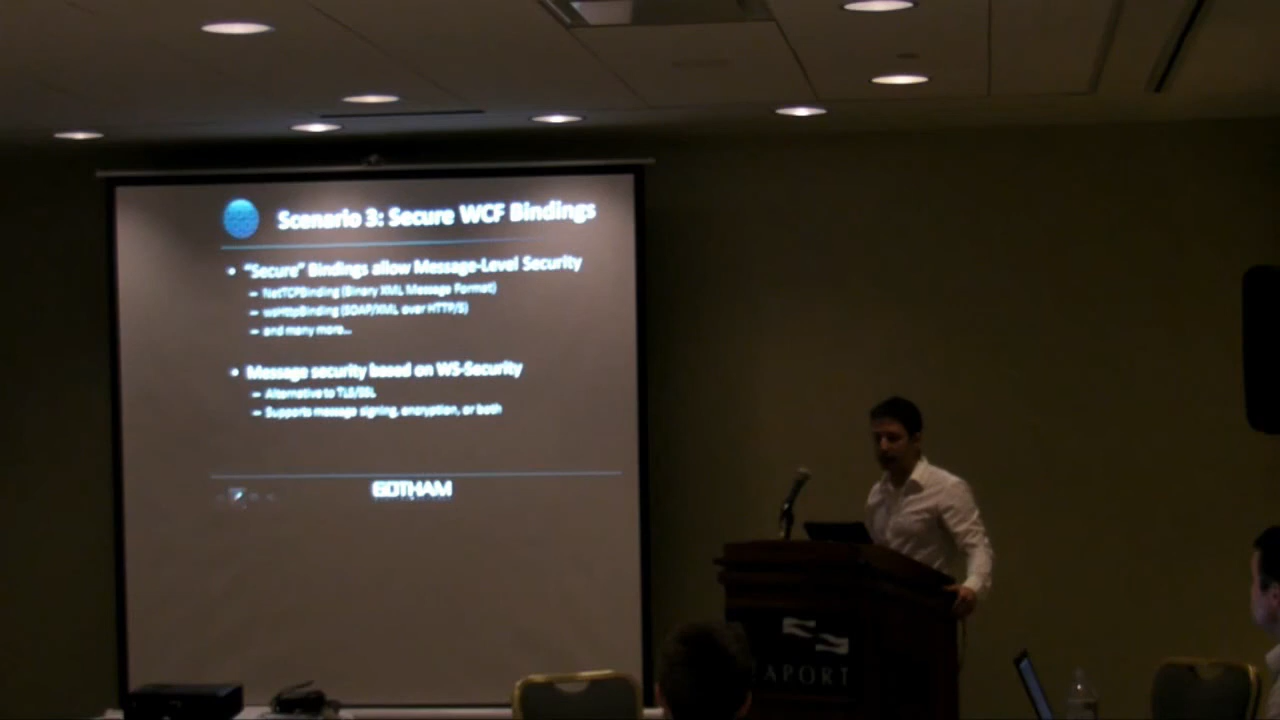 Scenario 3: Secure WCF Bindings
• "Secure" Bindings allow Message-Level Security
– NetTCPBinding (Binary XML Message Format)
– wsHttpBinding (SOAP/XML over HTTP/S)
– and many more...
• Message security based on WS-Security
– Alternative to TLS/SSL
– Supports message signing, encryption, or both
GOTHAM
APORT